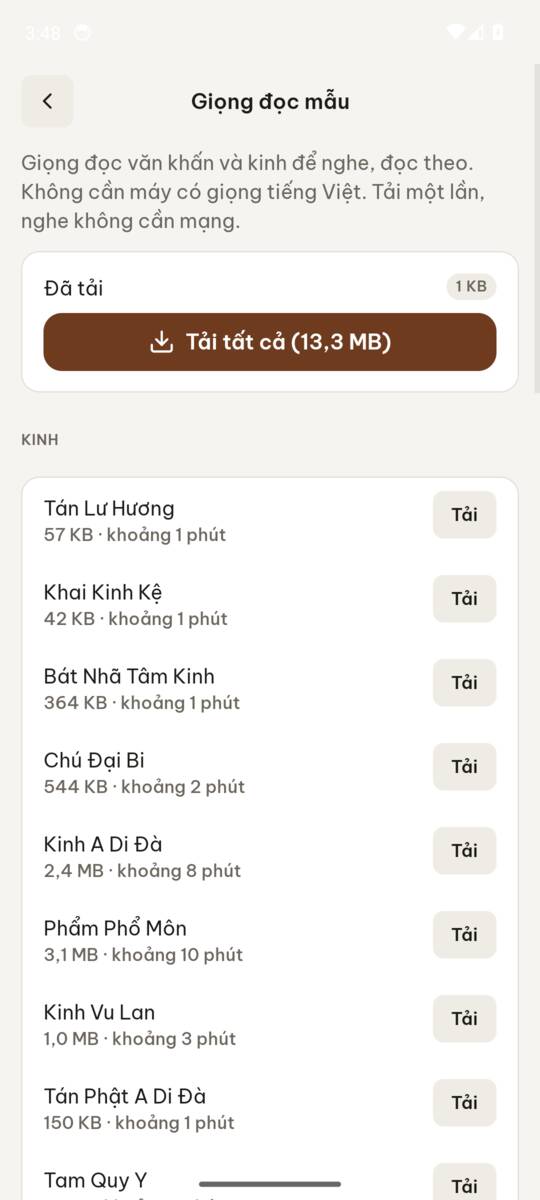 3:48
Giọng đọc mẫu
Giọng đọc văn khấn và kinh để nghe, đọc theo.
Không cần máy có giọng tiếng Việt. Tải một lần,
nghe không cần mạng.
Đã tải
1 KB
Tải tất cả (13,3 MB)
KINH
Tán Lư Hương
57 KB · khoảng 1 phút
Tải
Khai Kinh Kệ
42 KB · khoảng 1 phút
Tải
Bát Nhã Tâm Kinh
364 KB · khoảng 1 phút
Tải
Chú Đại Bi
544 KB · khoảng 2 phút
Tải
Kinh A Di Đà
2,4 MB · khoảng 8 phút
Tải
Phẩm Phổ Môn
3,1 MB · khoảng 10 phút
Tải
Kinh Vu Lan
1,0 MB · khoảng 3 phút
Tải
Tán Phật A Di Đà
150 KB · khoảng 1 phút
Tải
Tam Quy Y
Tải